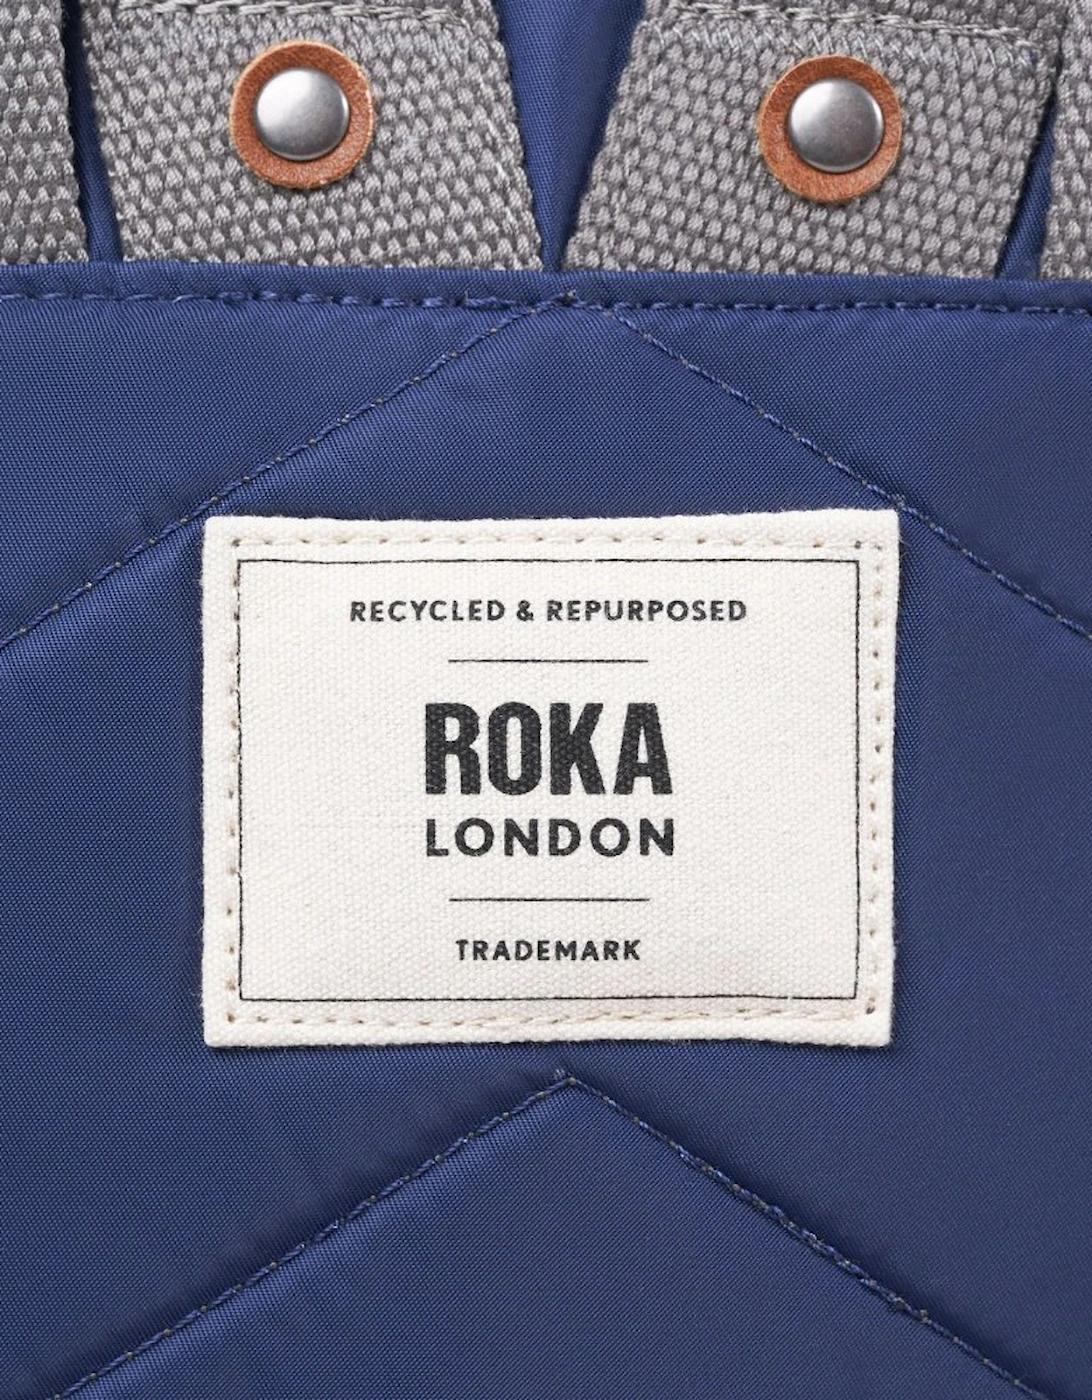 RECYCLED & REPURPOSED
ROKA
LONDON
TRADEMARK